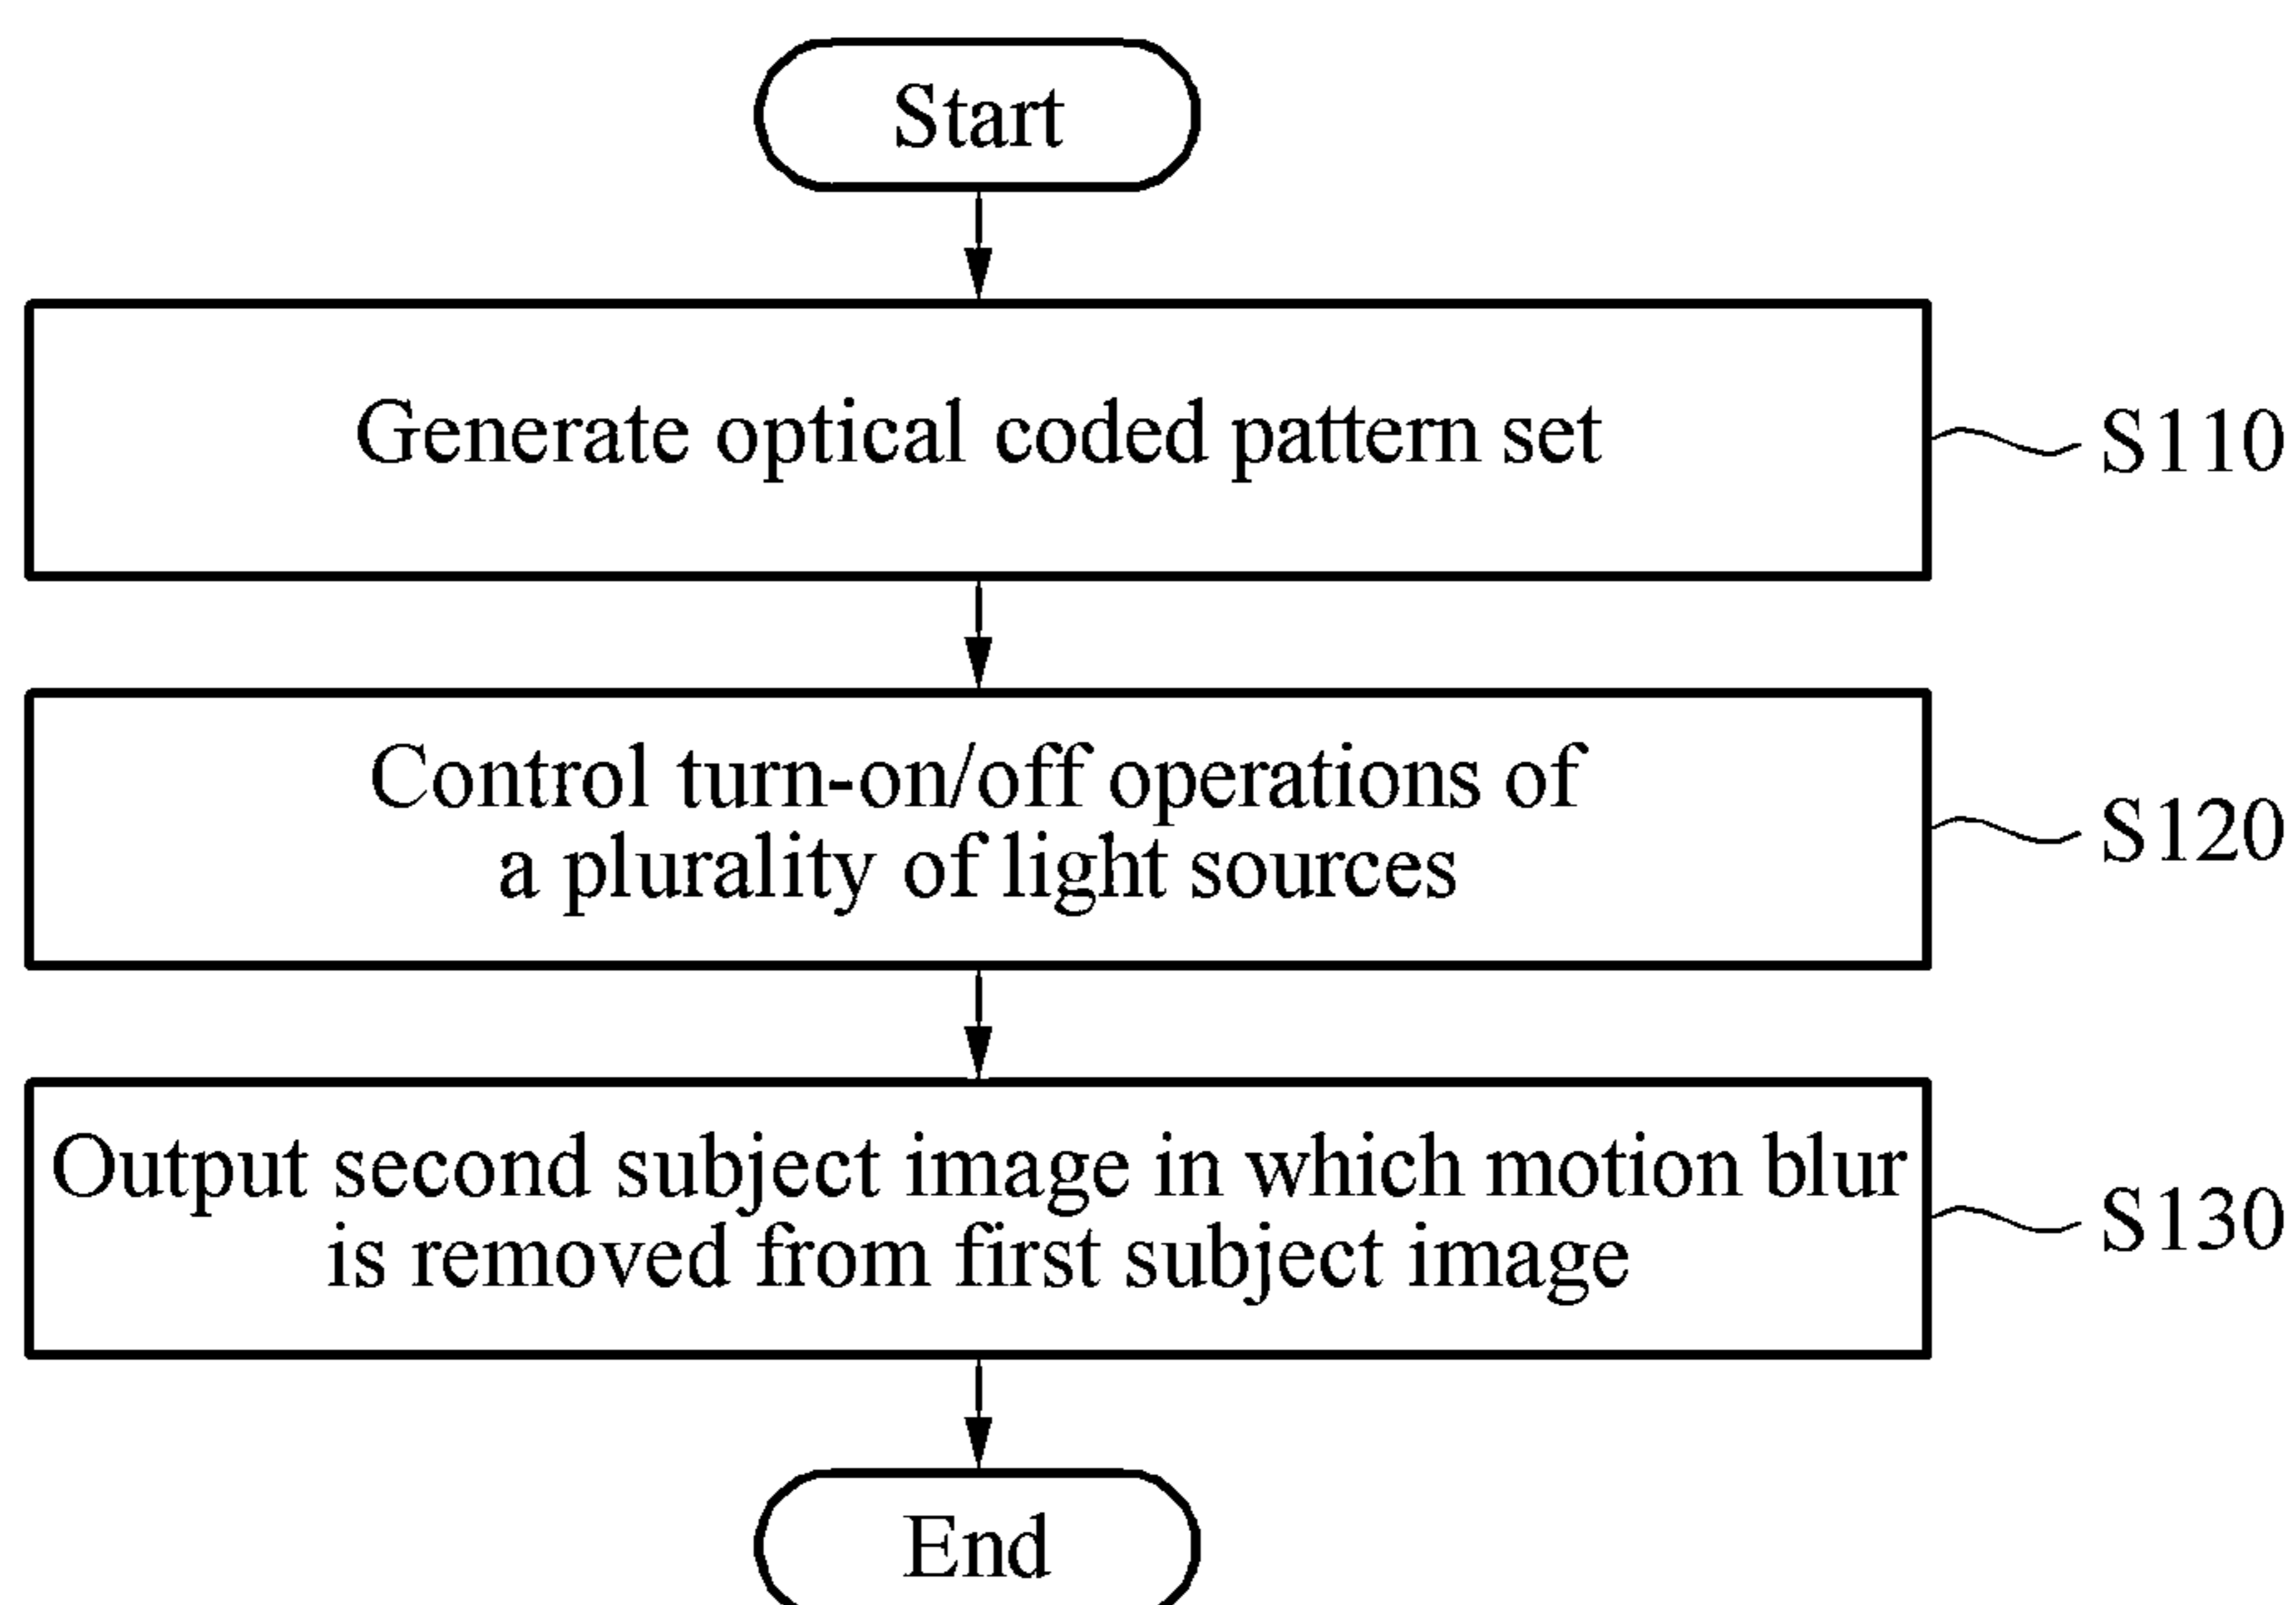 Start
Generate optical coded pattern set
S110
Control turn-on/off operations of
a plurality of light sources
S120
Output second subject image in which motion blur
is removed from first subject image
S130
End